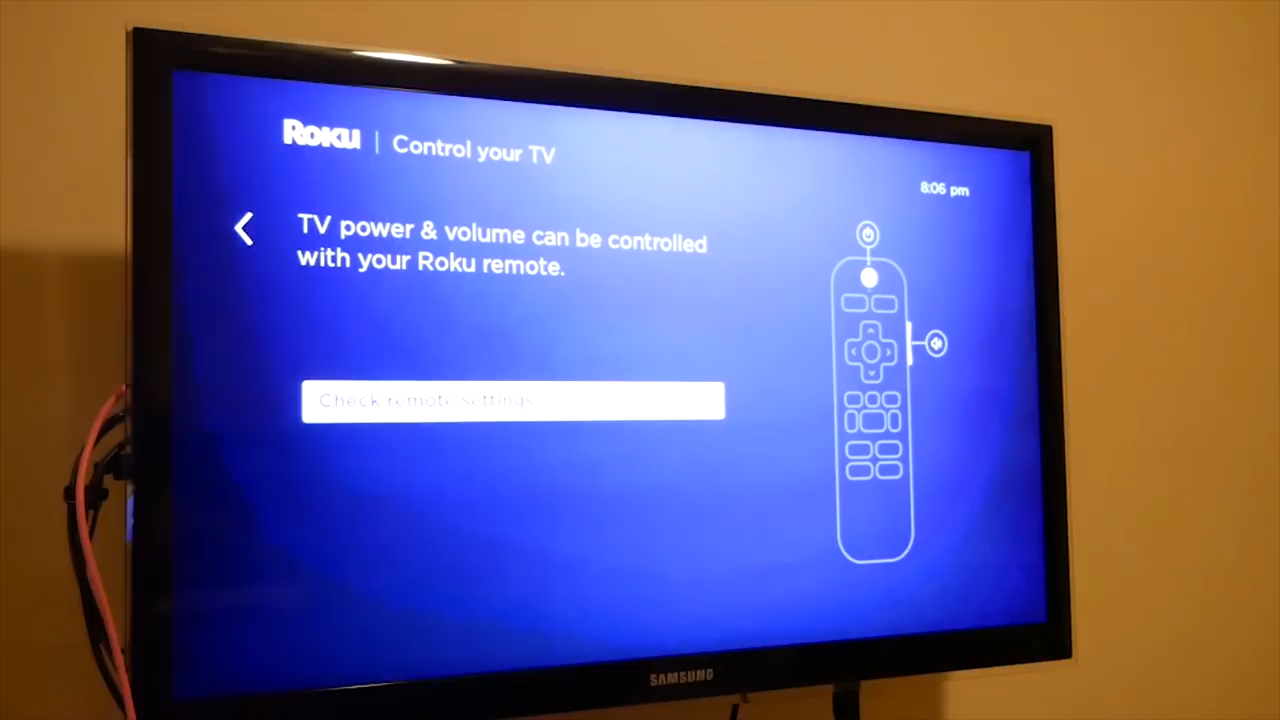 Roku | Control your TV
8:06 pm
TV power & volume can be controlled
with your Roku remote.
Check remote settings
SAMSUNG